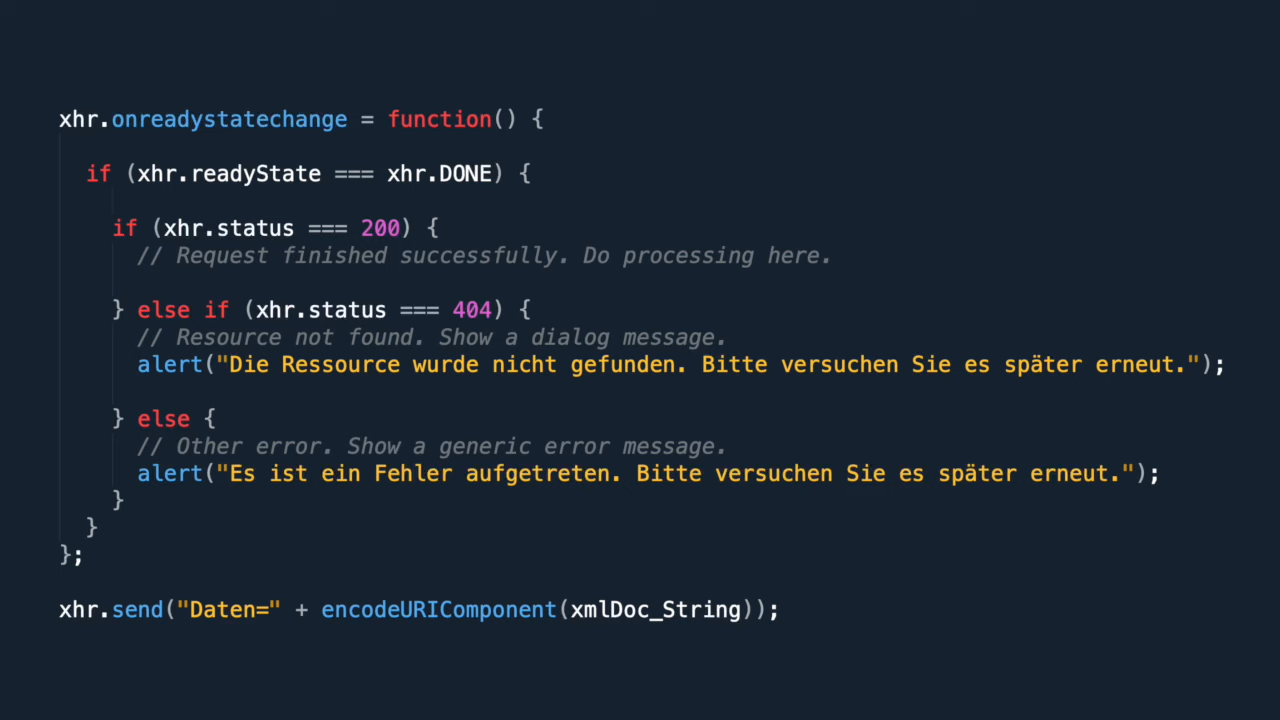 xhr.onreadystatechange = function() {
if (xhr.readyState === xhr.DONE) {
if (xhr.status === 200) {
// Request finished successfully. Do processing here.
} else if (xhr.status === 404) {
// Resource not found. Show a dialog message.
alert("Die Ressource wurde nicht gefunden. Bitte versuchen Sie es später erneut.");
} else {
// Other error. Show a generic error message.
alert("Es ist ein Fehler aufgetreten. Bitte versuchen Sie es später erneut.");
}
}
};
xhr.send("Daten=" + encodeURIComponent(xmlDoc_String));